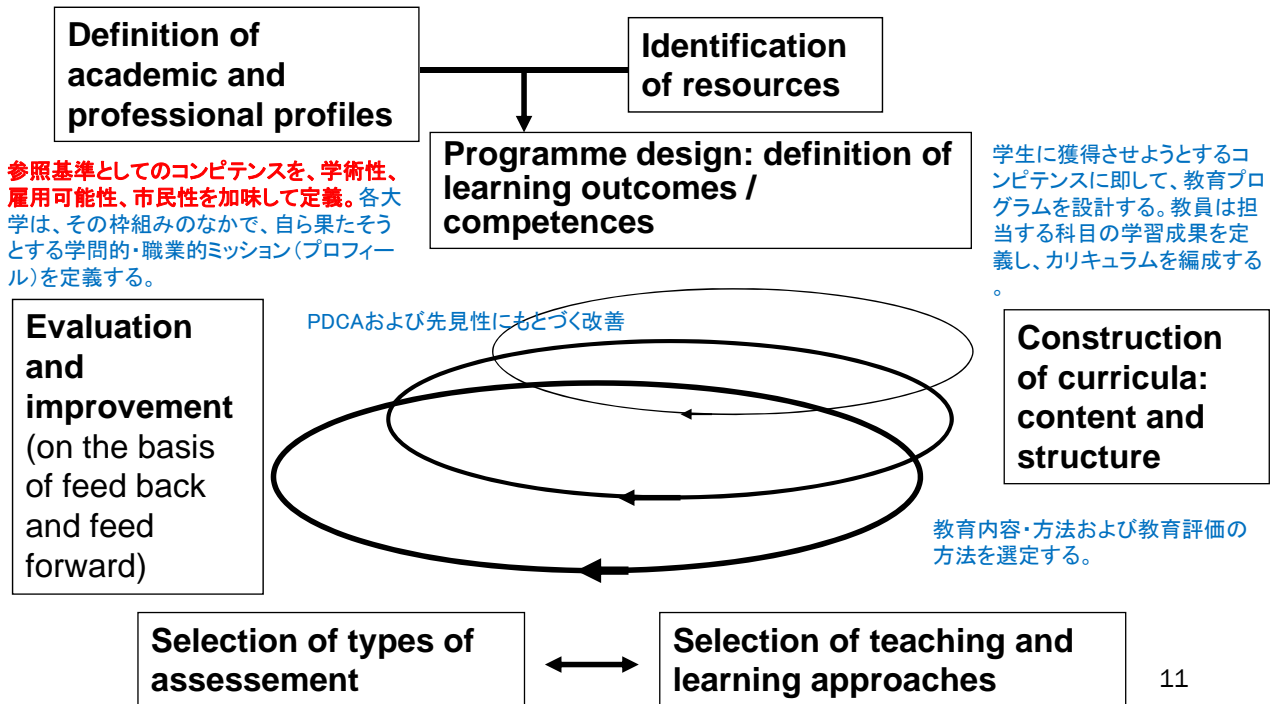 Definition of
academic and
professional profiles
Identification
of resources
Programme design: definition of
learning outcomes /
competences
参照基準としてのコンピテンスを、学術性、
雇用可能性、市民性を加味して定義。各大
学は、その枠組みのなかで、自ら果たそう
とする学問的・職業的ミッション(プロフィー
ル)を定義する。
学生に獲得させようとするコ
ンピテンスに即して、教育プロ
グラムを設計する。教員は担
当する科目の学習成果を定
義し、カリキュラムを編成する
。
Evaluation
and
improvement
(on the basis
of feed back
and feed
forward)
PDCAおよび先見性にもとづく改善
Construction
of curricula:
content and
structure
教育内容・方法および教育評価の
方法を選定する。
Selection of types of
assessement
Selection of teaching and
learning approaches
11